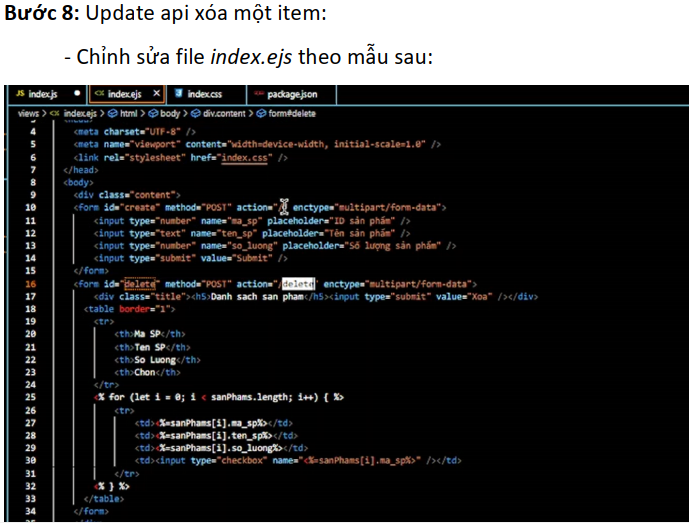 Bước 8: Update api xóa một item:
- Chỉnh sửa file index.ejs theo mẫu sau:
JS index.js ● <% index.ejs × index.css package.json
views > <% index.ejs > html > body > div.content > form#delete
4 <meta charset="UTF-8" />
5 <meta name="viewport" content="width=device-width, initial-scale=1.0" />
6 <link rel="stylesheet" href="index.css" />
7 </head>
8 <body>
9 <div class="content">
10 <form id="create" method="POST" action="/" enctype="multipart/form-data">
11 <input type="number" name="ma_sp" placeholder="ID sản phẩm" />
12 <input type="text" name="ten_sp" placeholder="Tên sản phẩm" />
13 <input type="number" name="so_luong" placeholder="Số lượng sản phẩm" />
14 <input type="submit" value="Submit" />
15 </form>
16 <form id="delete" method="POST" action="/delete" enctype="multipart/form-data">
17 <div class="title"><h5>Danh sach san pham</h5><input type="submit" value="Xoa" /></div>
18 <table border="1">
19 <tr>
20 <th>Ma SP</th>
21 <th>Ten SP</th>
22 <th>So Luong</th>
23 <th>Chon</th>
24 </tr>
25 <% for (let i = 0; i < sanPhams.length; i++) { %>
26 <tr>
27 <td><%=sanPhams[i].ma_sp%></td>
28 <td><%=sanPhams[i].ten_sp%></td>
29 <td><%=sanPhams[i].so_luong%></td>
30 <td><input type="checkbox" name="<%=sanPhams[i].ma_sp%>" /></td>
31 </tr>
32 <% } %>
33 </table>
34 </form>